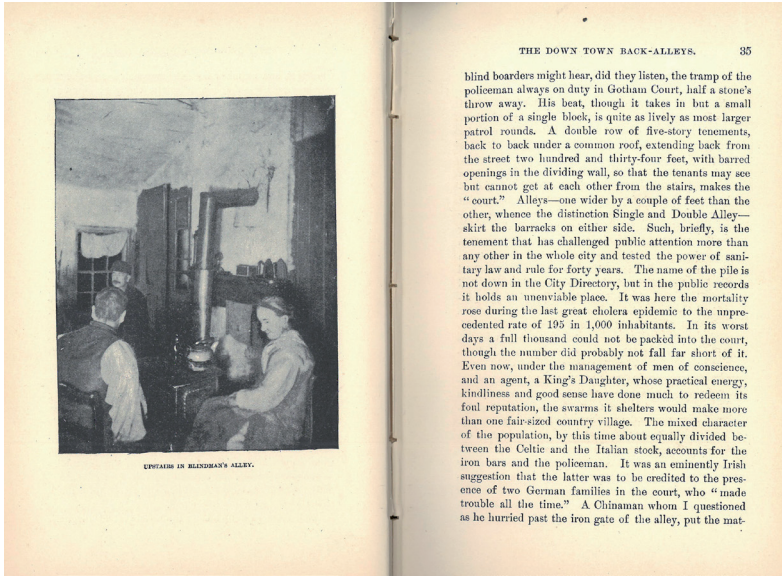 UPSTAIRS IN BLINDMAN'S ALLEY.
THE DOWN TOWN BACK-ALLEYS. 35
blind boarders might hear, did they listen, the tramp of the
policeman always on duty in Gotham Court, half a stone's
throw away. His beat, though it takes in but a small
portion of a single block, is quite as lively as most larger
patrol rounds. A double row of five-story tenements,
back to back under a common roof, extending back from
the street two hundred and thirty-four feet, with barred
openings in the dividing wall, so that the tenants may see
but cannot get at each other from the stairs, makes the
"court." Alleys—one wider by a couple of feet than the
other, whence the distinction Single and Double Alley—
skirt the barracks on either side. Such, briefly, is the
tenement that has challenged public attention more than
any other in the whole city and tested the power of sani-
tary law and rule for forty years. The name of the pile is
not down in the City Directory, but in the public records
it holds an unenviable place. It was here the mortality
rose during the last great cholera epidemic to the unpre-
cedented rate of 195 in 1,000 inhabitants. In its worst
days a full thousand could not be packed into the court,
though the number did probably not fall far short of it.
Even now, under the management of men of conscience,
and an agent, a King's Daughter, whose practical energy,
kindliness and good sense have done much to redeem its
foul reputation, the swarms it shelters would make more
than one fair-sized country village. The mixed character
of the population, by this time about equally divided be-
tween the Celtic and the Italian stock, accounts for the
iron bars and the policeman. It was an eminently Irish
suggestion that the latter was to be credited to the pres-
ence of two German families in the court, who "made
trouble all the time." A Chinaman whom I questioned
as he hurried past the iron gate of the alley, put the mat-